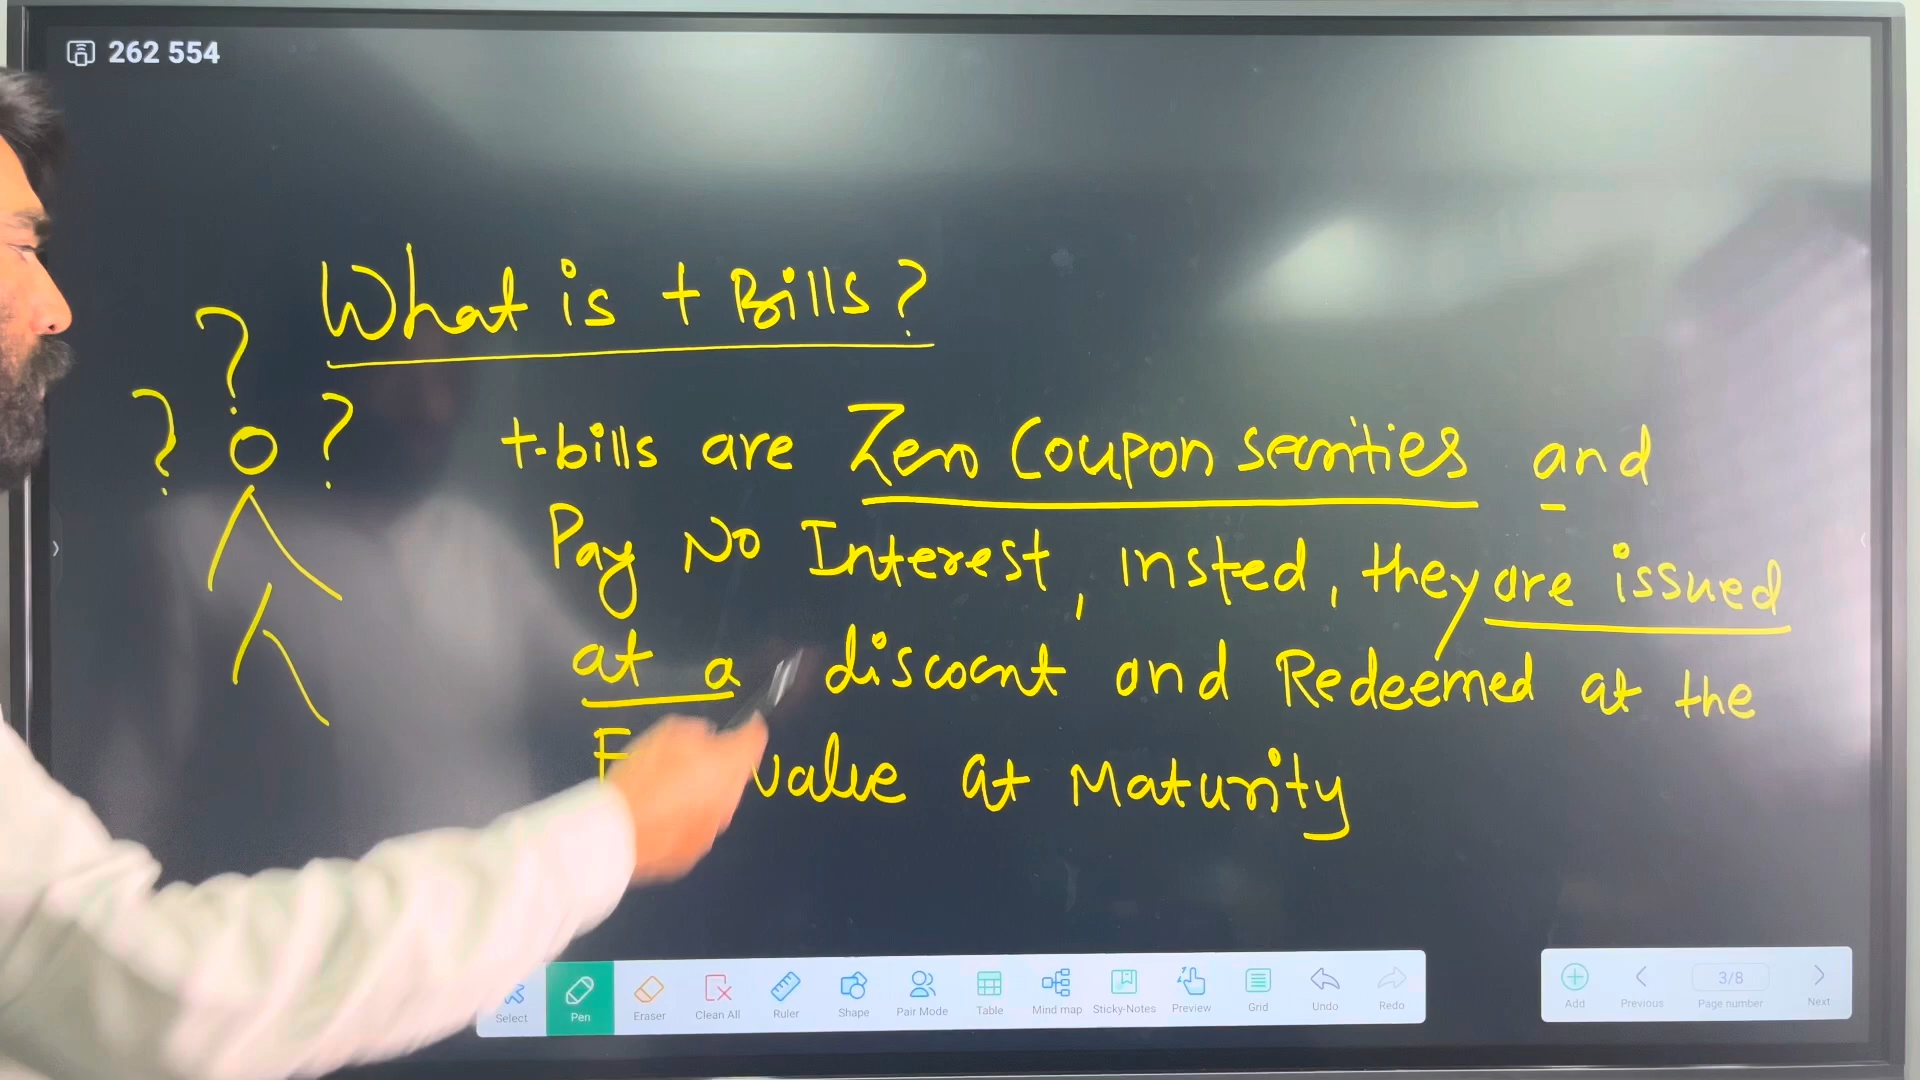 262 554
What is t Bills?
? ? ?
t-bills are Zero Coupon securities and
Pay No Interest, insted, they are issued
at a discount and Redeemed at the
value at Maturity
Select Pen Eraser Clean All Ruler Shape Pair Mode Table Mind map Sticky-Notes Preview Grid Undo Redo
Add Previous 3/8 Page number Next